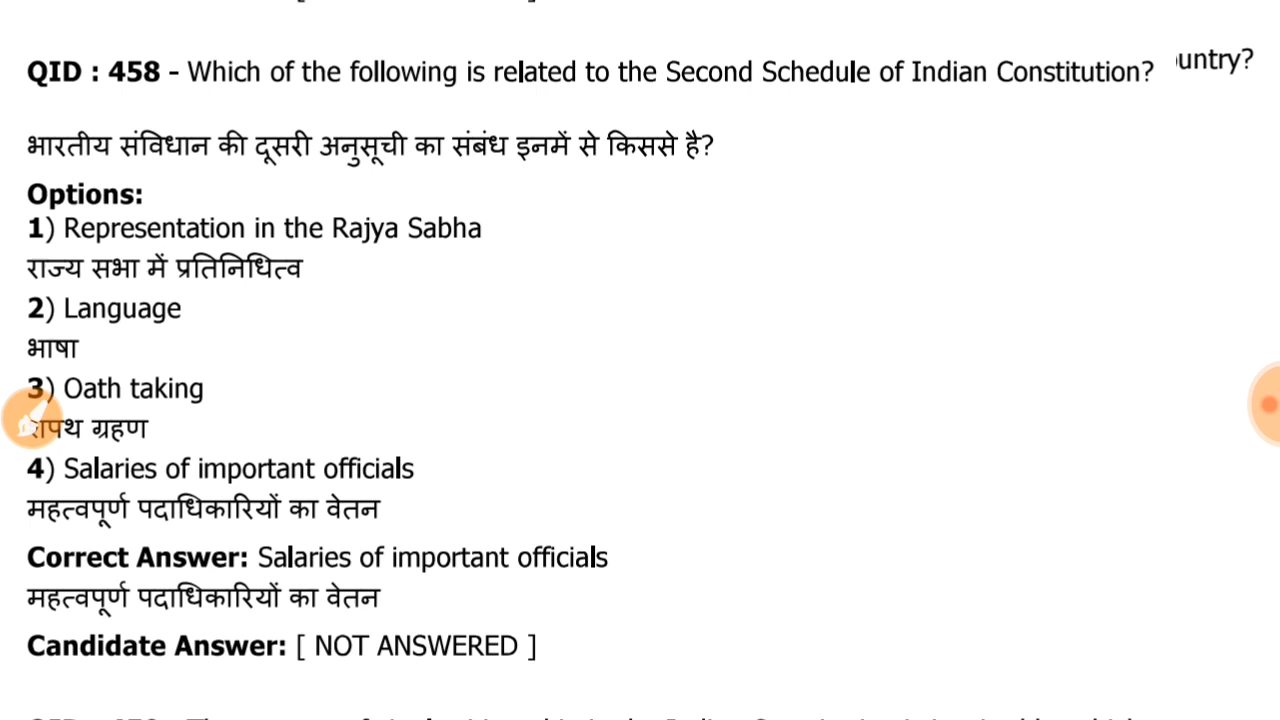 untry?
QID : 458 - Which of the following is related to the Second Schedule of Indian Constitution?
भारतीय संविधान की दूसरी अनुसूची का संबंध इनमें से किससे है?
Options:
1) Representation in the Rajya Sabha
राज्य सभा में प्रतिनिधित्व
2) Language
भाषा
3) Oath taking
शपथ ग्रहण
4) Salaries of important officials
महत्वपूर्ण पदाधिकारियों का वेतन
Correct Answer: Salaries of important officials
महत्वपूर्ण पदाधिकारियों का वेतन
Candidate Answer: [ NOT ANSWERED ]